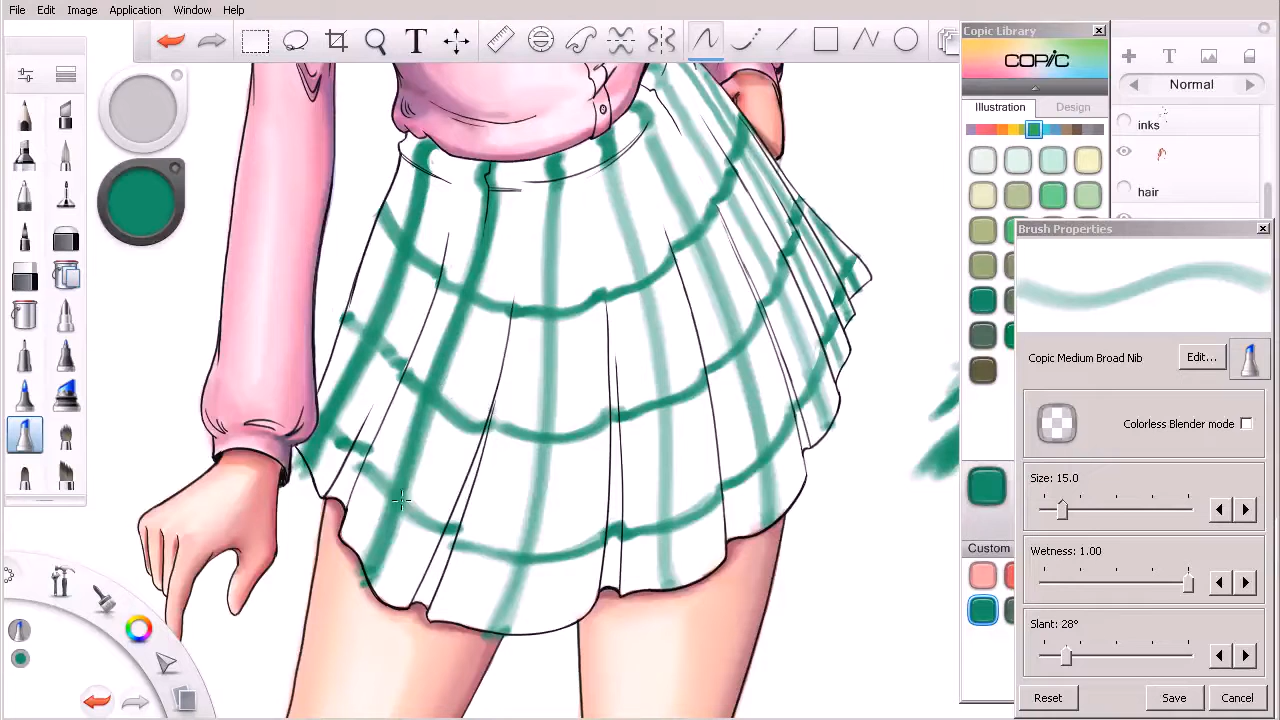 File Edit Image Application Window Help
T
Copic Library
COPIC
Illustration Design
T
Normal
inks
hair
Brush Properties
Copic Medium Broad Nib Edit...
Colorless Blender mode
Size: 15.0
Wetness: 1.00
Slant: 28°
Custom
Reset Save Cancel